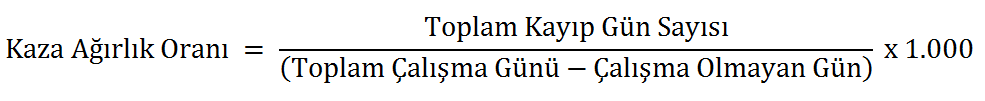 Kaza Ağırlık Oranı = Toplam Kayıp Gün Sayısı
(Toplam Çalışma Günü − Çalışma Olmayan Gün) x 1.000